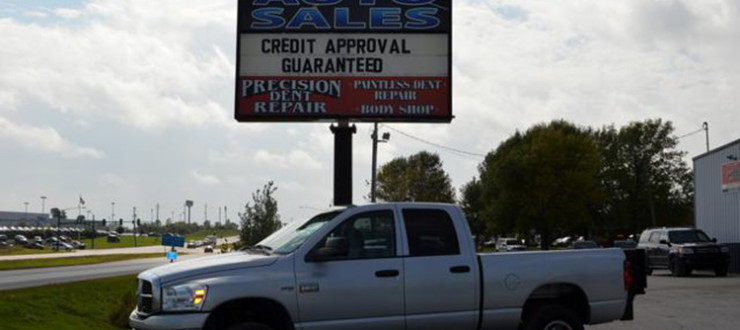 AUTO
SALES
CREDIT APPROVAL
GUARANTEED
PRECISION
DENT
REPAIR
PAINTLESS DENT
REPAIR
BODY SHOP